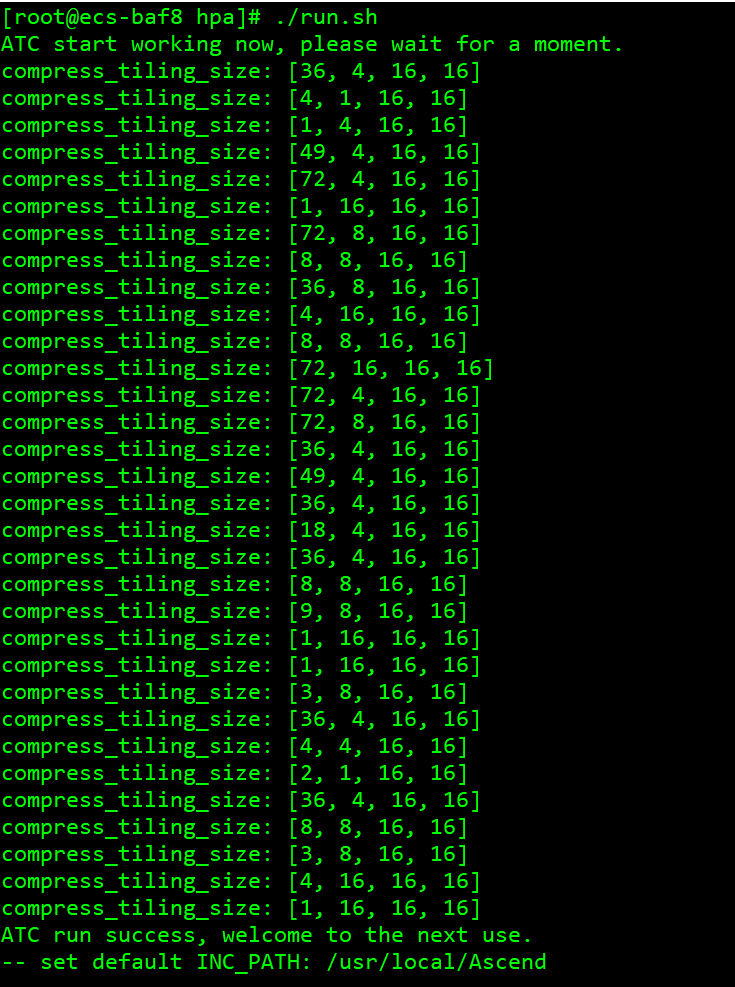 [root@ecs-baf8 hpa]# ./run.sh
ATC start working now, please wait for a moment.
compress_tiling_size: [36, 4, 16, 16]
compress_tiling_size: [4, 1, 16, 16]
compress_tiling_size: [1, 4, 16, 16]
compress_tiling_size: [49, 4, 16, 16]
compress_tiling_size: [72, 4, 16, 16]
compress_tiling_size: [1, 16, 16, 16]
compress_tiling_size: [72, 8, 16, 16]
compress_tiling_size: [8, 8, 16, 16]
compress_tiling_size: [36, 8, 16, 16]
compress_tiling_size: [4, 16, 16, 16]
compress_tiling_size: [8, 8, 16, 16]
compress_tiling_size: [72, 16, 16, 16]
compress_tiling_size: [72, 4, 16, 16]
compress_tiling_size: [72, 8, 16, 16]
compress_tiling_size: [36, 4, 16, 16]
compress_tiling_size: [49, 4, 16, 16]
compress_tiling_size: [36, 4, 16, 16]
compress_tiling_size: [18, 4, 16, 16]
compress_tiling_size: [36, 4, 16, 16]
compress_tiling_size: [8, 8, 16, 16]
compress_tiling_size: [9, 8, 16, 16]
compress_tiling_size: [1, 16, 16, 16]
compress_tiling_size: [1, 16, 16, 16]
compress_tiling_size: [3, 8, 16, 16]
compress_tiling_size: [36, 4, 16, 16]
compress_tiling_size: [4, 4, 16, 16]
compress_tiling_size: [2, 1, 16, 16]
compress_tiling_size: [36, 4, 16, 16]
compress_tiling_size: [8, 8, 16, 16]
compress_tiling_size: [3, 8, 16, 16]
compress_tiling_size: [4, 16, 16, 16]
compress_tiling_size: [1, 16, 16, 16]
ATC run success, welcome to the next use.
-- set default INC_PATH: /usr/local/Ascend